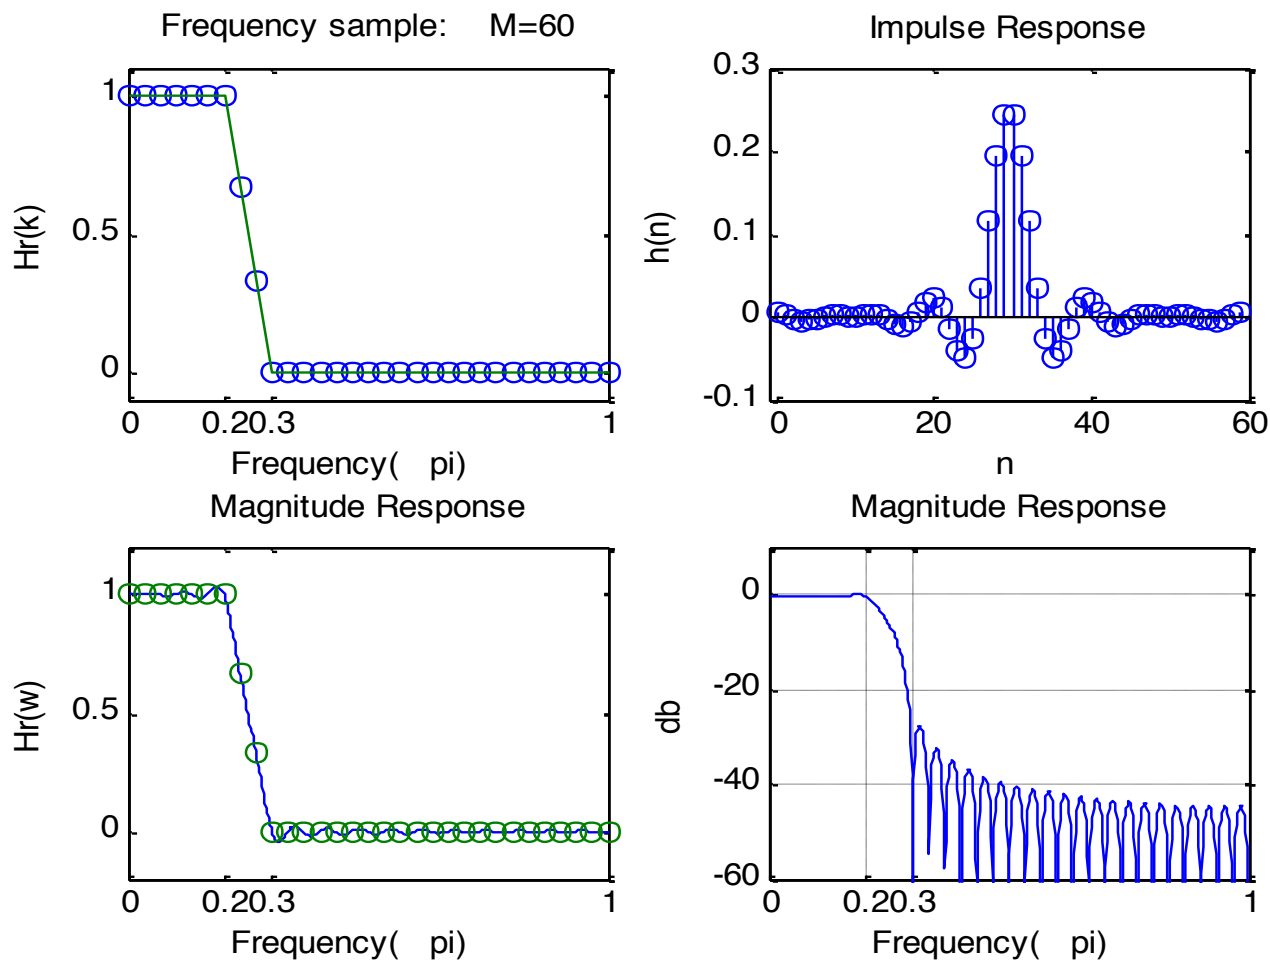 Frequency sample: M=60
1
0.5
0
Hr(k)
0 0.20.3 1
Frequency( pi)
Impulse Response
0.3
0.2
0.1
0
-0.1
h(n)
0 20 40 60
n
Magnitude Response
1
0.5
0
Hr(w)
0 0.20.3 1
Frequency( pi)
Magnitude Response
0
-20
-40
-60
db
0 0.20.3 1
Frequency( pi)